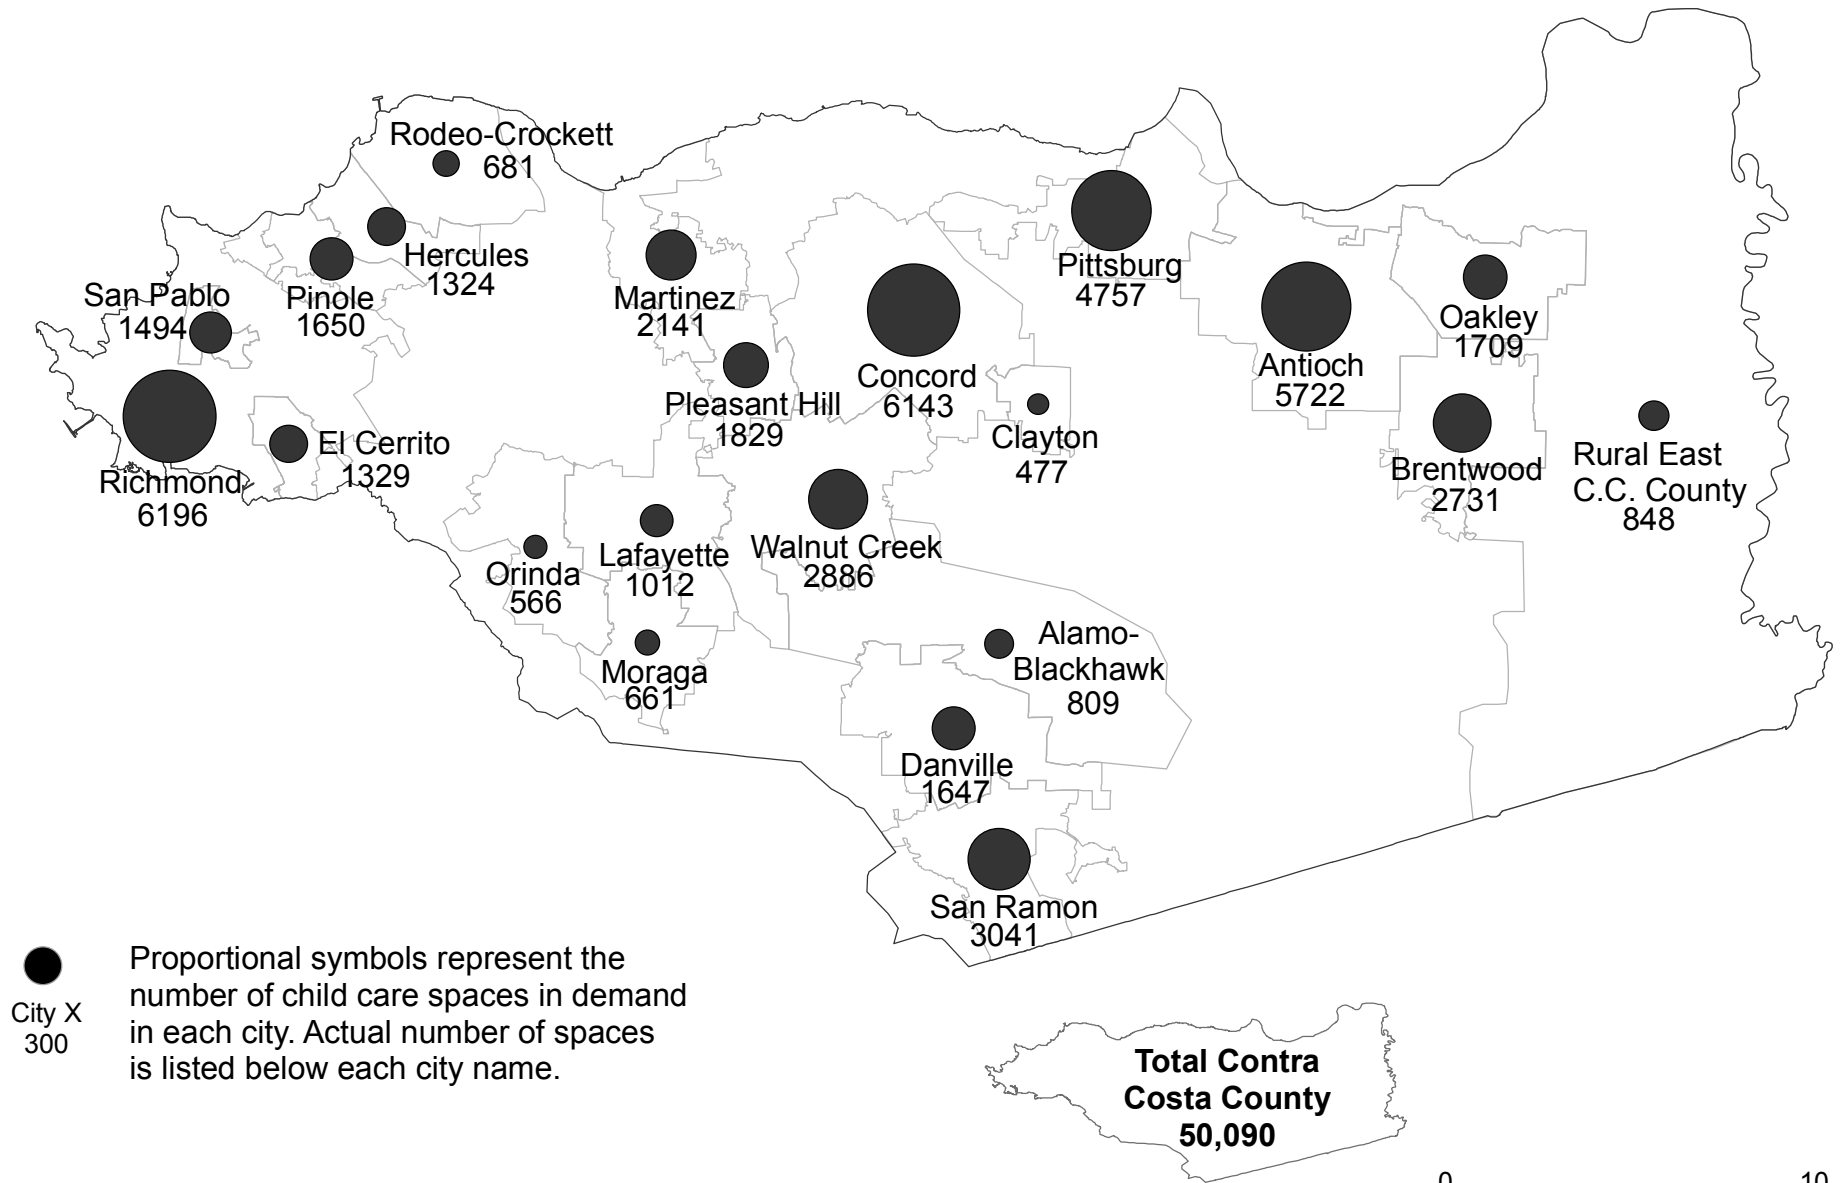 Rodeo-Crockett
681
Hercules
1324
Pinole
1650
San Pablo
1494
Richmond
6196
El Cerrito
1329
Martinez
2141
Pleasant Hill
1829
Concord
6143
Clayton
477
Pittsburg
4757
Antioch
5722
Oakley
1709
Brentwood
2731
Rural East
C.C. County
848
Orinda
566
Lafayette
1012
Moraga
661
Walnut Creek
2886
Alamo-
Blackhawk
809
Danville
1647
San Ramon
3041
City X
300
Proportional symbols represent the
number of child care spaces in demand
in each city. Actual number of spaces
is listed below each city name.
Total Contra
Costa County
50,090
0 10